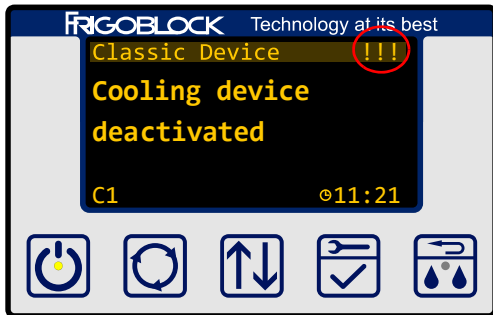 FRIGOBLOCK Technology at its best
Classic Device !!!
Cooling device
deactivated
C1 11:21